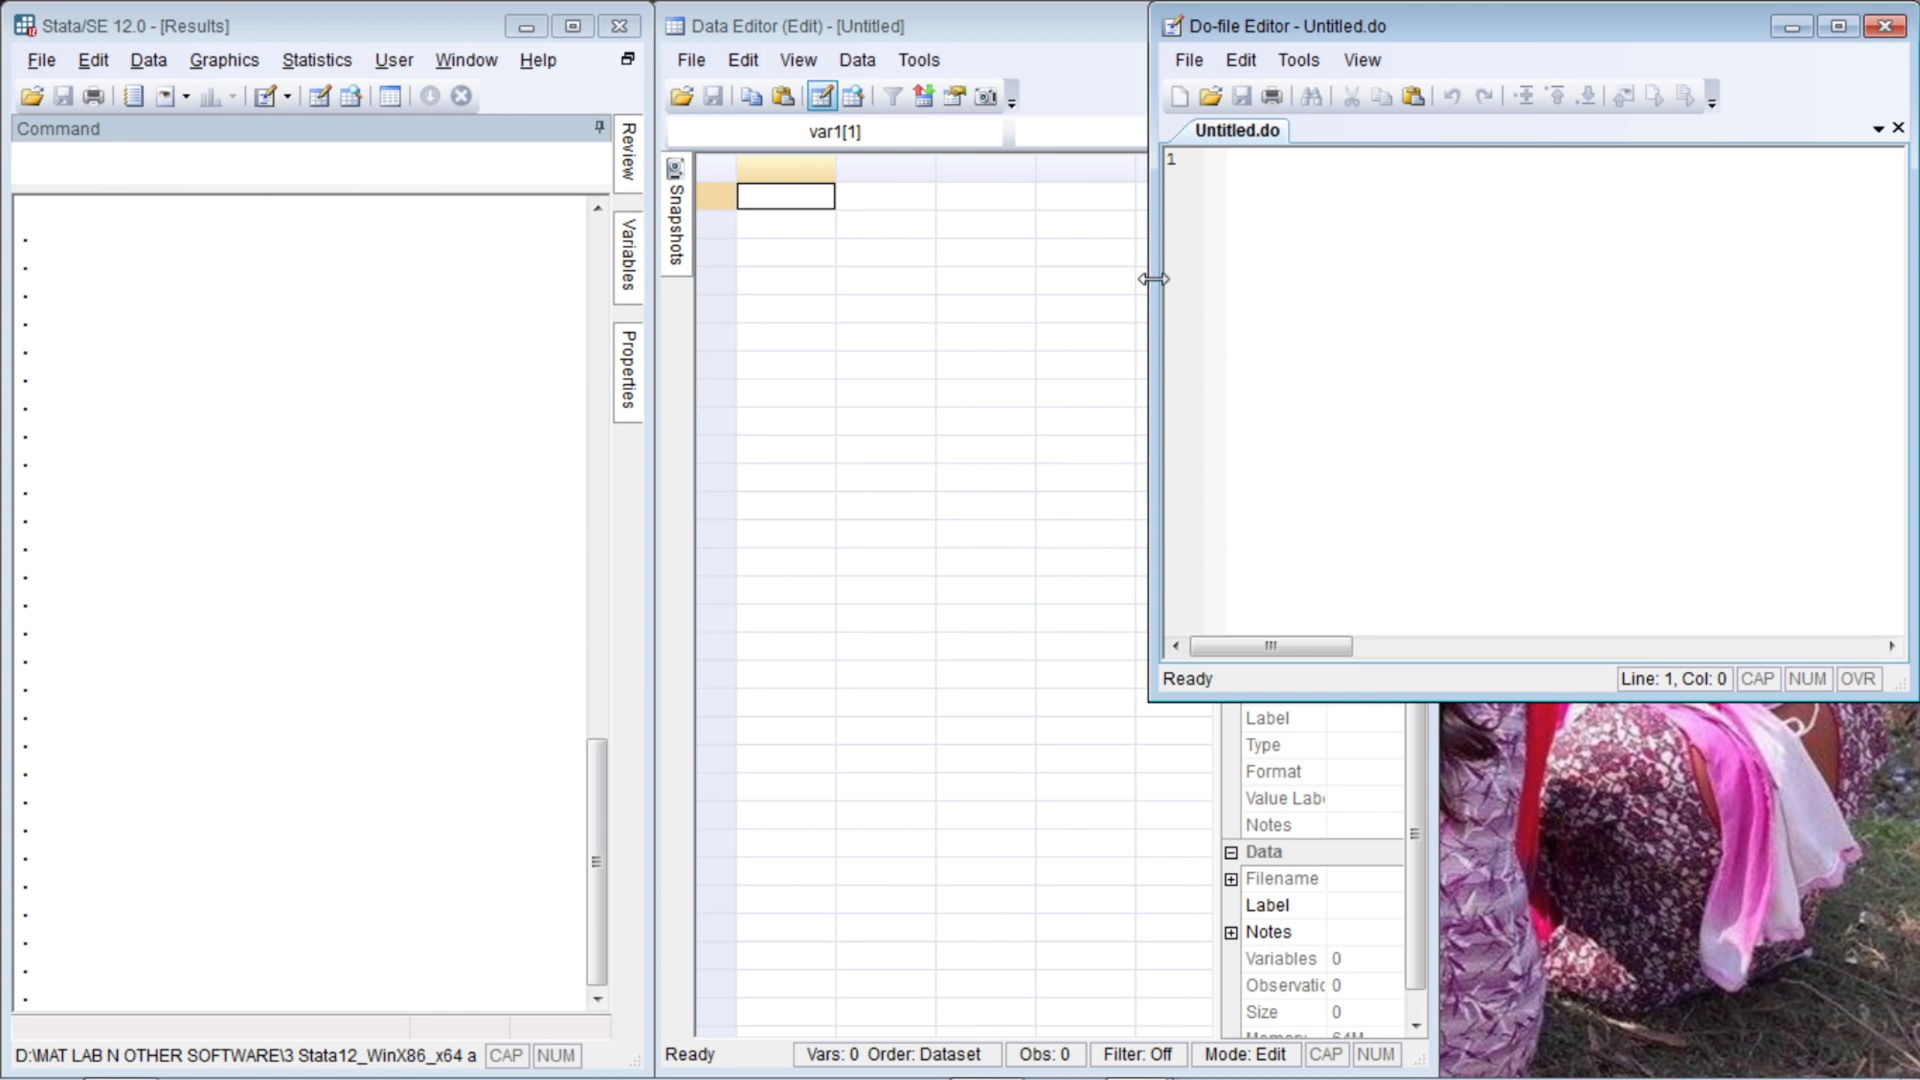 Stata/SE 12.0 - [Results]
File Edit Data Graphics Statistics User Window Help
Command
Review
Variables
Properties
D:\MAT LAB N OTHER SOFTWARE\3 Stata12_WinX86_x64 a CAP NUM
Data Editor (Edit) - [Untitled]
File Edit View Data Tools
var1[1]
Snapshots
Label
Type
Format
Value Lab
Notes
Data
Filename
Label
Notes
Variables 0
Observatic 0
Size 0
Memory 64M
Ready Vars: 0 Order: Dataset Obs: 0 Filter: Off Mode: Edit CAP NUM
Do-file Editor - Untitled.do
File Edit Tools View
Untitled.do
1
Ready Line: 1, Col: 0 CAP NUM OVR